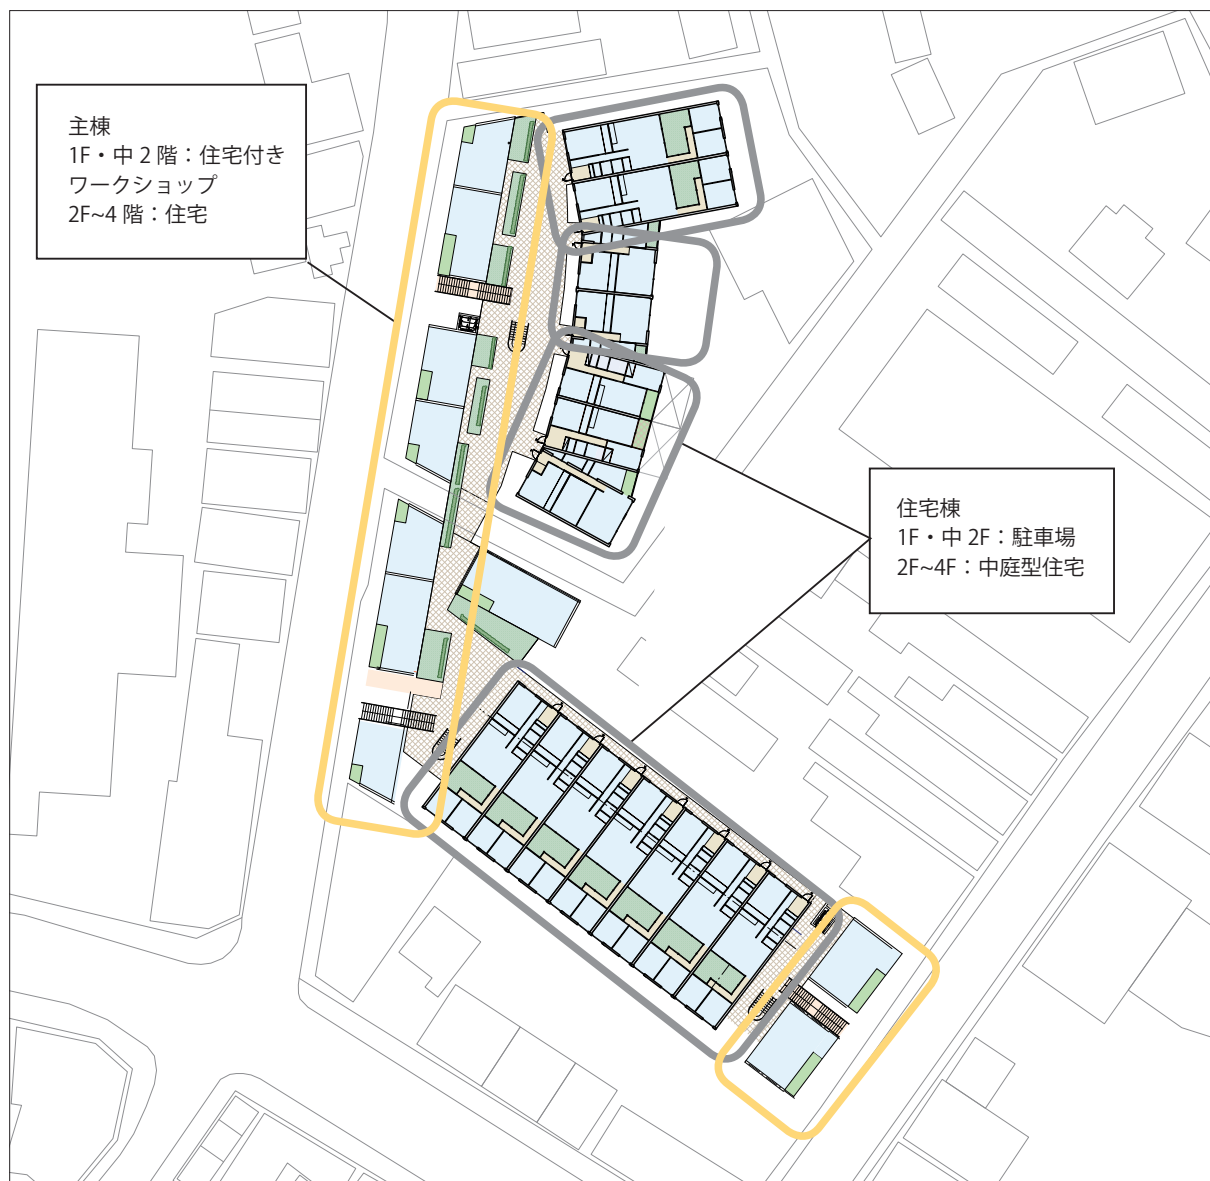 主棟
1F・中 2 階：住宅付き
ワークショップ
2F~4 階：住宅
住宅棟
1F・中 2F：駐車場
2F~4F：中庭型住宅